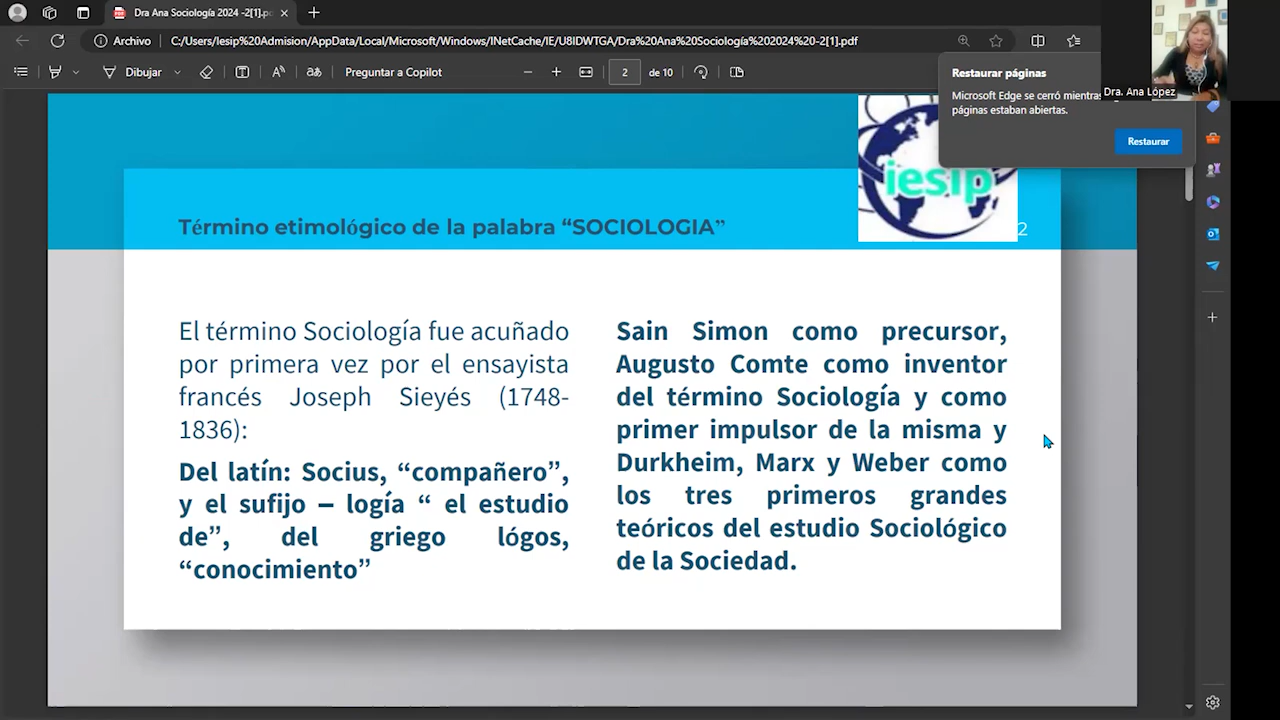 Dra Ana Sociología 2024 -2[1].pd
Archivo
C:/Users/Iesip%20Admision/AppData/Local/Microsoft/Windows/INetCache/IE/U8IDWTGA/Dra%20Ana%20Sociología%202024%20-2[1].pdf
Dibujar
Preguntar a Copilot
2
de 10
Restaurar páginas
Microsoft Edge se cerró mientras
páginas estaban abiertas.
Restaurar
Dra. Ana López
iesip
Término etimológico de la palabra “SOCIOLOGIA”
2
El término Sociología fue acuñado
por primera vez por el ensayista
francés Joseph Sieyés (1748-
1836):
Del latín: Socius, “compañero”,
y el sufijo – logía “ el estudio
de”, del griego lógos,
“conocimiento”
Sain Simon como precursor,
Augusto Comte como inventor
del término Sociología y como
primer impulsor de la misma y
Durkheim, Marx y Weber como
los tres primeros grandes
teóricos del estudio Sociológico
de la Sociedad.